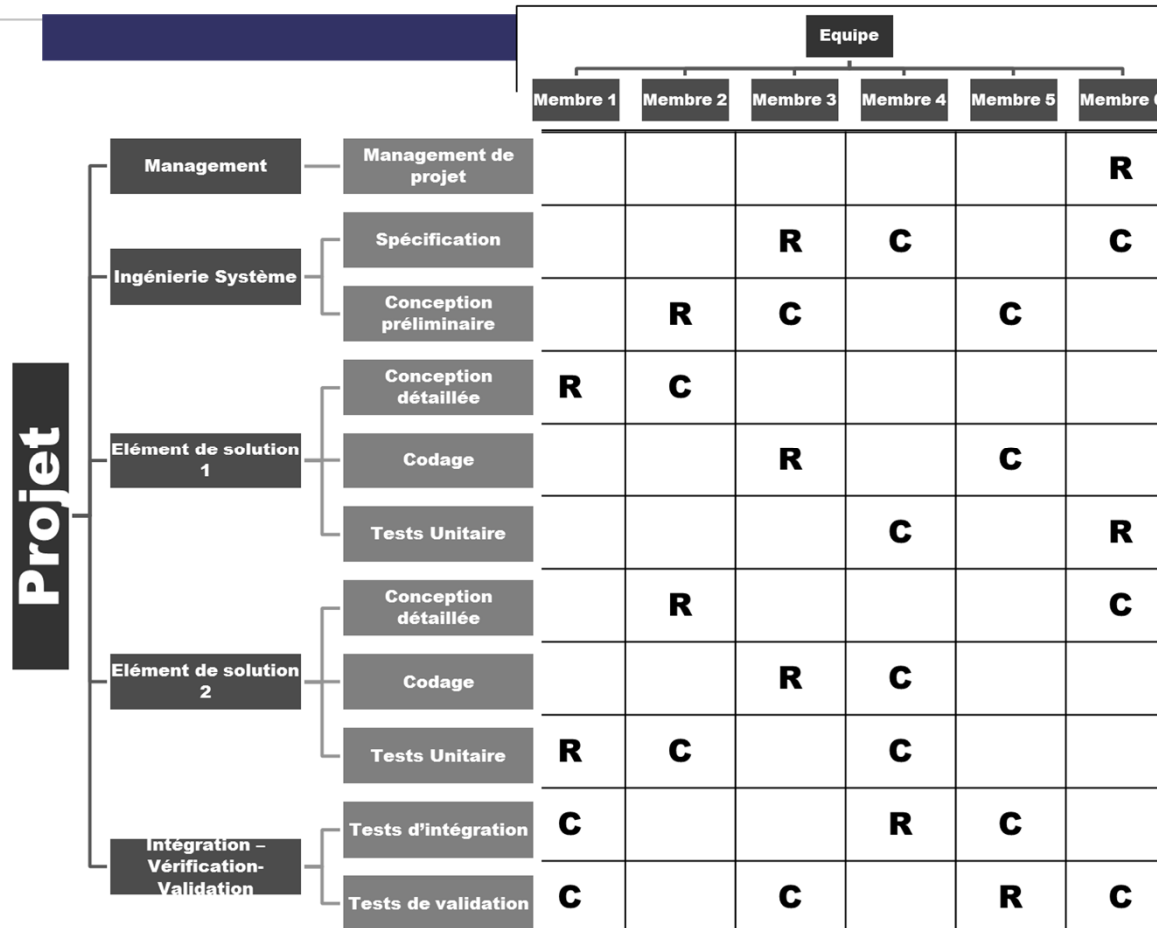 Equipe
Membre 1 Membre 2 Membre 3 Membre 4 Membre 5 Membre 6
Management
Management de
projet
R
Ingénierie Système
Spécification
R C C
Conception
préliminaire
R C C
Projet
Elément de solution
1
Conception
détaillée
R C
Codage
R C
Tests Unitaire
C R
Elément de solution
2
Conception
détaillée
R C
Codage
R C
Tests Unitaire
R C C
Intégration –
Vérification-
Validation
Tests d’intégration
C R C
Tests de validation
C C R C